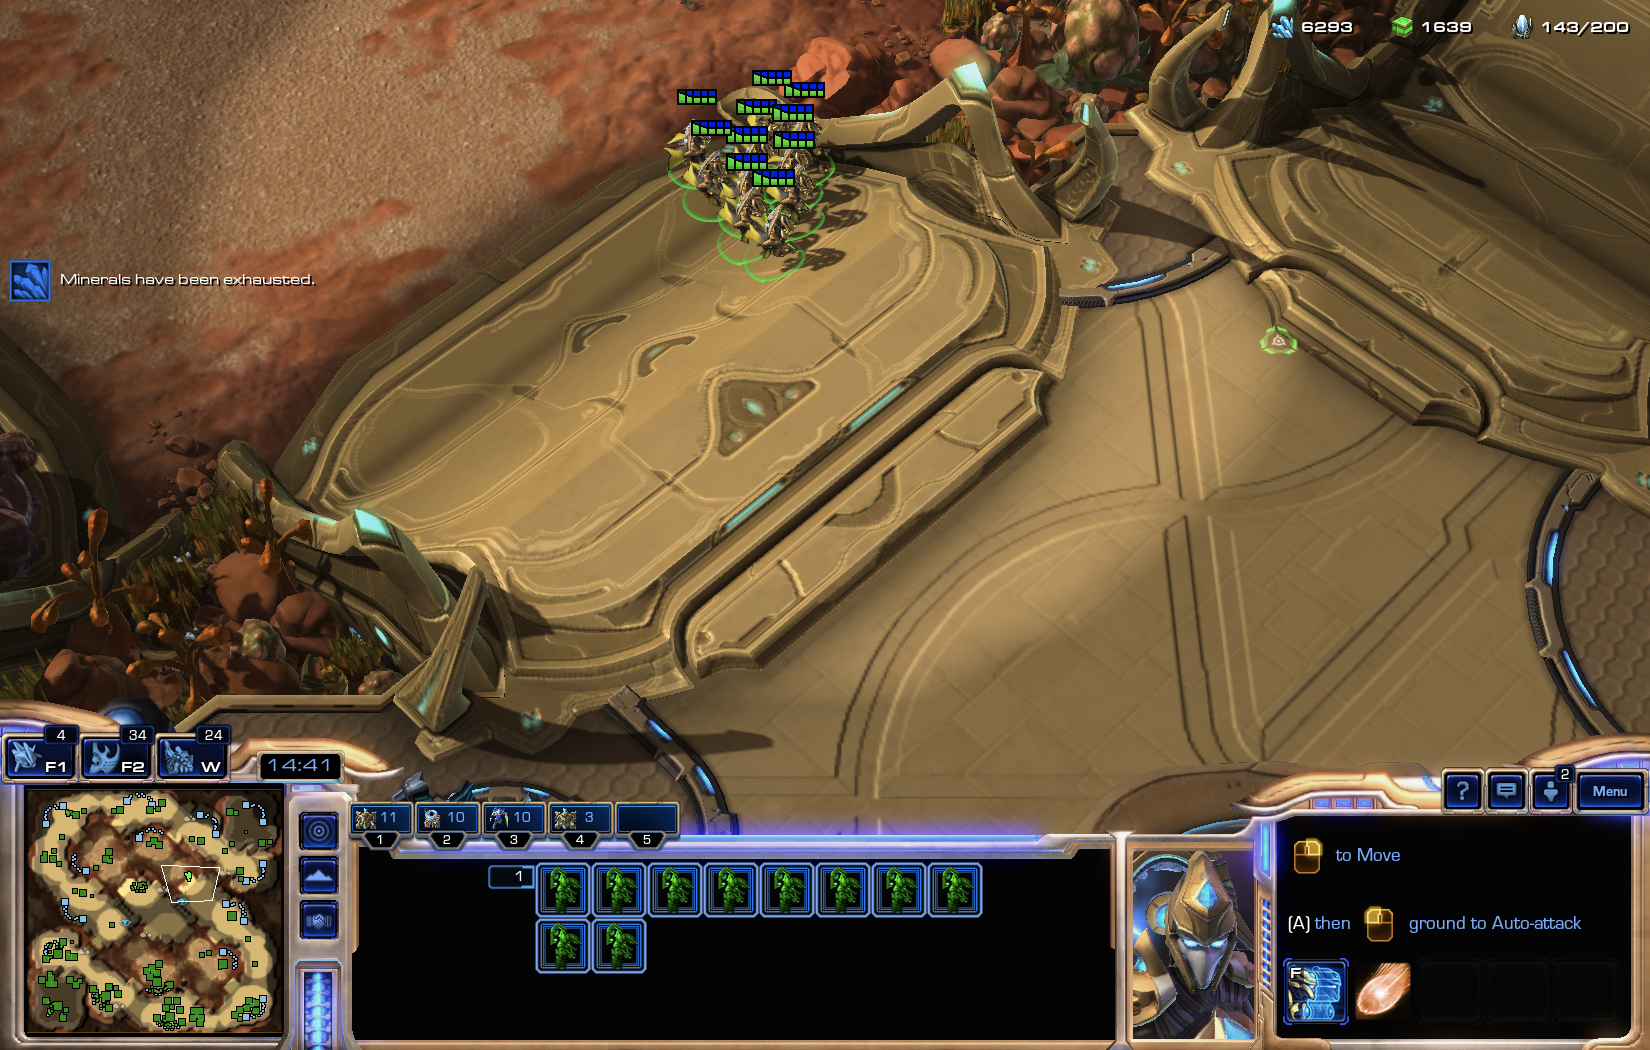 6293 1639 143/200
Minerals have been exhausted.
4 34 24
F1 F2 W
14:41
2
? Menu
11 10 10 3
1 2 3 4 5
1
to Move
(A) then ground to Auto-attack
F